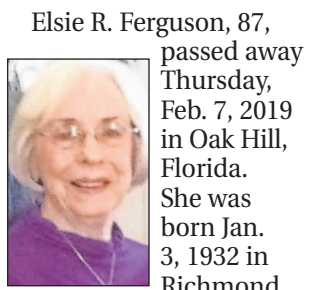 Elsie R. Ferguson, 87,
passed away
Thursday,
Feb. 7, 2019
in Oak Hill,
Florida.
She was
born Jan.
3, 1932 in
Richmond